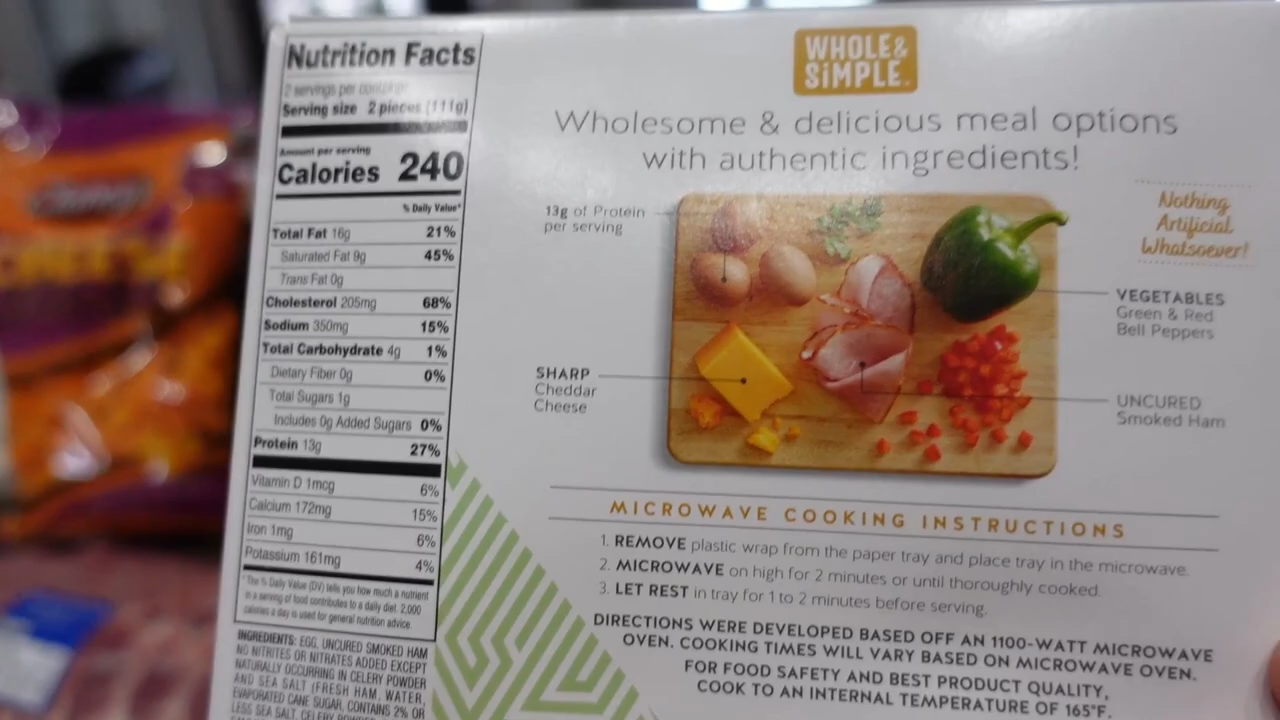 Nutrition Facts
2 servings per container
Serving size 2 pieces (111g)
Amount per serving
Calories 240
% Daily Value*
Total Fat 16g 21%
Saturated Fat 9g 45%
Trans Fat 0g
Cholesterol 205mg 68%
Sodium 350mg 15%
Total Carbohydrate 4g 1%
Dietary Fiber 0g 0%
Total Sugars 1g
Includes 0g Added Sugars 0%
Protein 13g 27%
Vitamin D 1mcg 6%
Calcium 172mg 15%
Iron 1mg 6%
Potassium 161mg 4%
*The % Daily Value (DV) tells you how much a nutrient
in a serving of food contributes to a daily diet. 2,000
calories a day is used for general nutrition advice.
INGREDIENTS: EGG, UNCURED SMOKED HAM
NO NITRITES OR NITRATES ADDED EXCEPT
NATURALLY OCCURRING IN CELERY POWDER
AND SEA SALT (FRESH HAM, WATER,
EVAPORATED CANE SUGAR, CONTAINS 2% OR
LESS SEA SALT, CELERY
WHOLE &
SiMPLE.
Wholesome & delicious meal options
with authentic ingredients!
13g of Protein
per serving
Nothing
Artificial
Whatsoever!
VEGETABLES
Green & Red
Bell Peppers
SHARP
Cheddar
Cheese
UNCURED
Smoked Ham
MICROWAVE COOKING INSTRUCTIONS
1. REMOVE plastic wrap from the paper tray and place tray in the microwave.
2. MICROWAVE on high for 2 minutes or until thoroughly cooked.
3. LET REST in tray for 1 to 2 minutes before serving.
DIRECTIONS WERE DEVELOPED BASED OFF AN 1100-WATT MICROWAVE
OVEN. COOKING TIMES WILL VARY BASED ON MICROWAVE OVEN.
FOR FOOD SAFETY AND BEST PRODUCT QUALITY,
COOK TO AN INTERNAL TEMPERATURE OF 165°F.